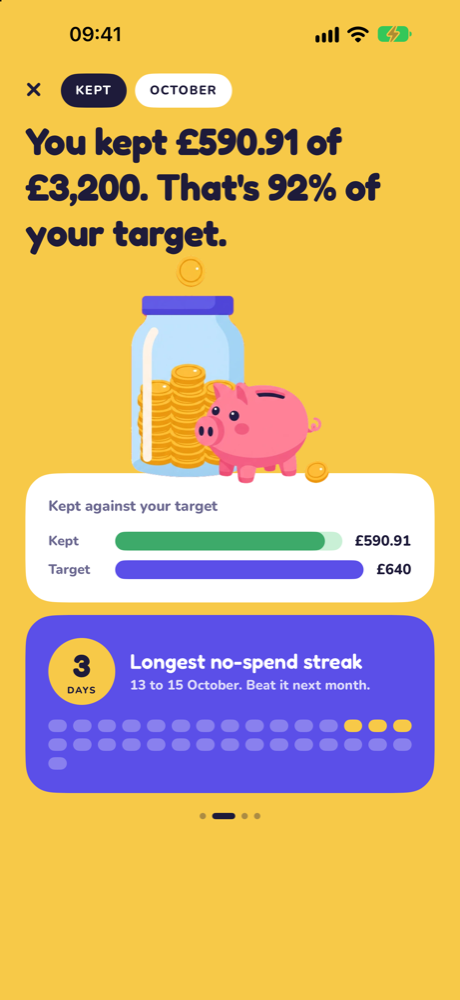 09:41
KEPT
OCTOBER
You kept £590.91 of
£3,200. That's 92% of
your target.
Kept against your target
Kept £590.91
Target £640
3
DAYS
Longest no-spend streak
13 to 15 October. Beat it next month.